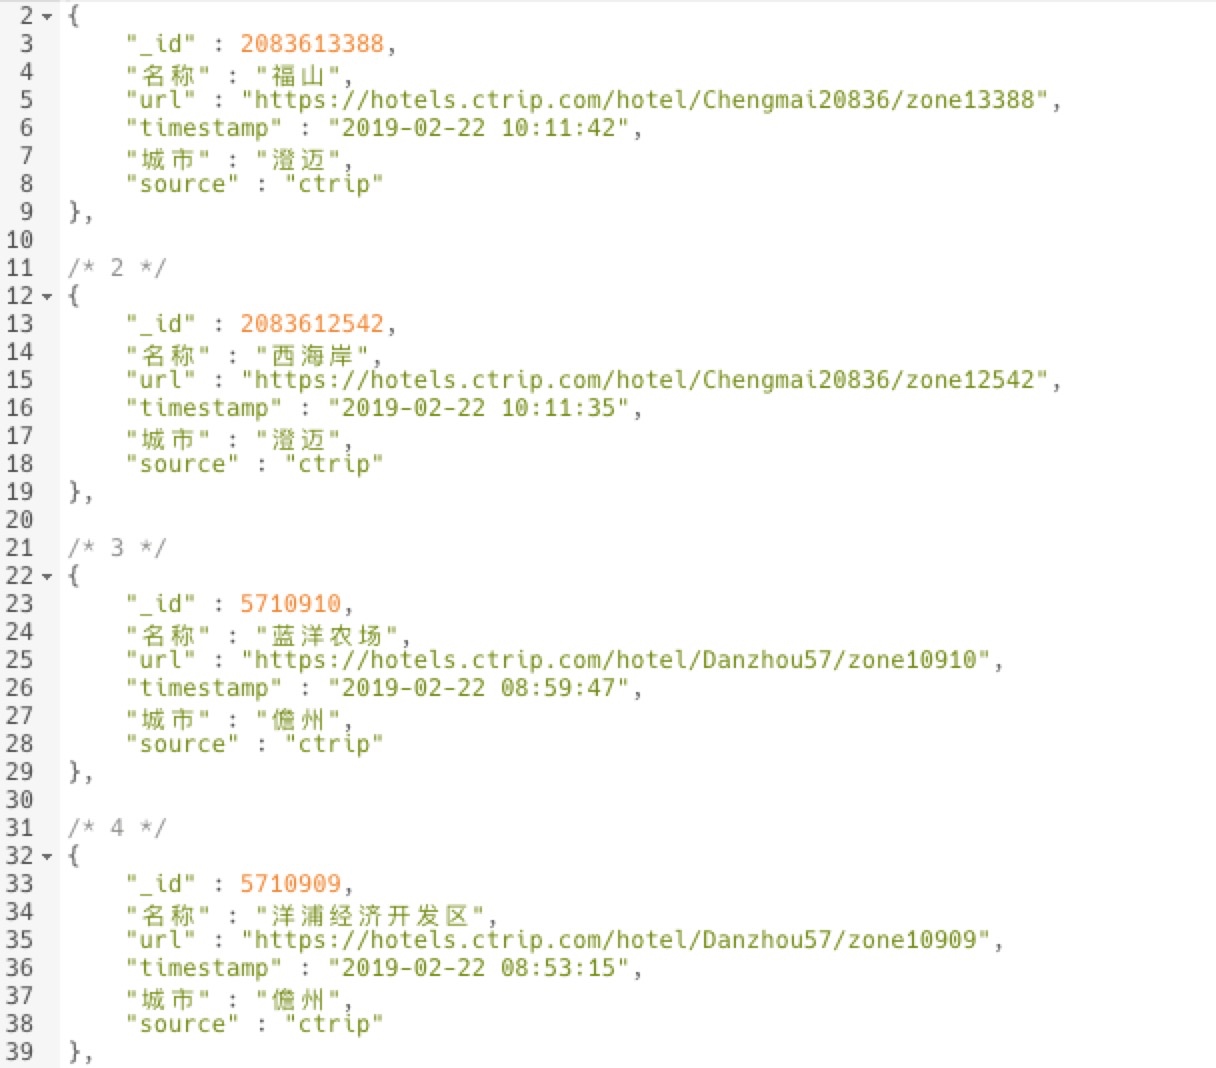 2 {
3 "_id" : 2083613388,
4 "名称" : "福山",
5 "url" : "https://hotels.ctrip.com/hotel/Chengmai20836/zone13388",
6 "timestamp" : "2019-02-22 10:11:42",
7 "城市" : "澄迈",
8 "source" : "ctrip"
9 },
10
11 /* 2 */
12 {
13 "_id" : 2083612542,
14 "名称" : "西海岸",
15 "url" : "https://hotels.ctrip.com/hotel/Chengmai20836/zone12542",
16 "timestamp" : "2019-02-22 10:11:35",
17 "城市" : "澄迈",
18 "source" : "ctrip"
19 },
20
21 /* 3 */
22 {
23 "_id" : 5710910,
24 "名称" : "蓝洋农场",
25 "url" : "https://hotels.ctrip.com/hotel/Danzhou57/zone10910",
26 "timestamp" : "2019-02-22 08:59:47",
27 "城市" : "儋州",
28 "source" : "ctrip"
29 },
30
31 /* 4 */
32 {
33 "_id" : 5710909,
34 "名称" : "洋浦经济开发区",
35 "url" : "https://hotels.ctrip.com/hotel/Danzhou57/zone10909",
36 "timestamp" : "2019-02-22 08:53:15",
37 "城市" : "儋州",
38 "source" : "ctrip"
39 },